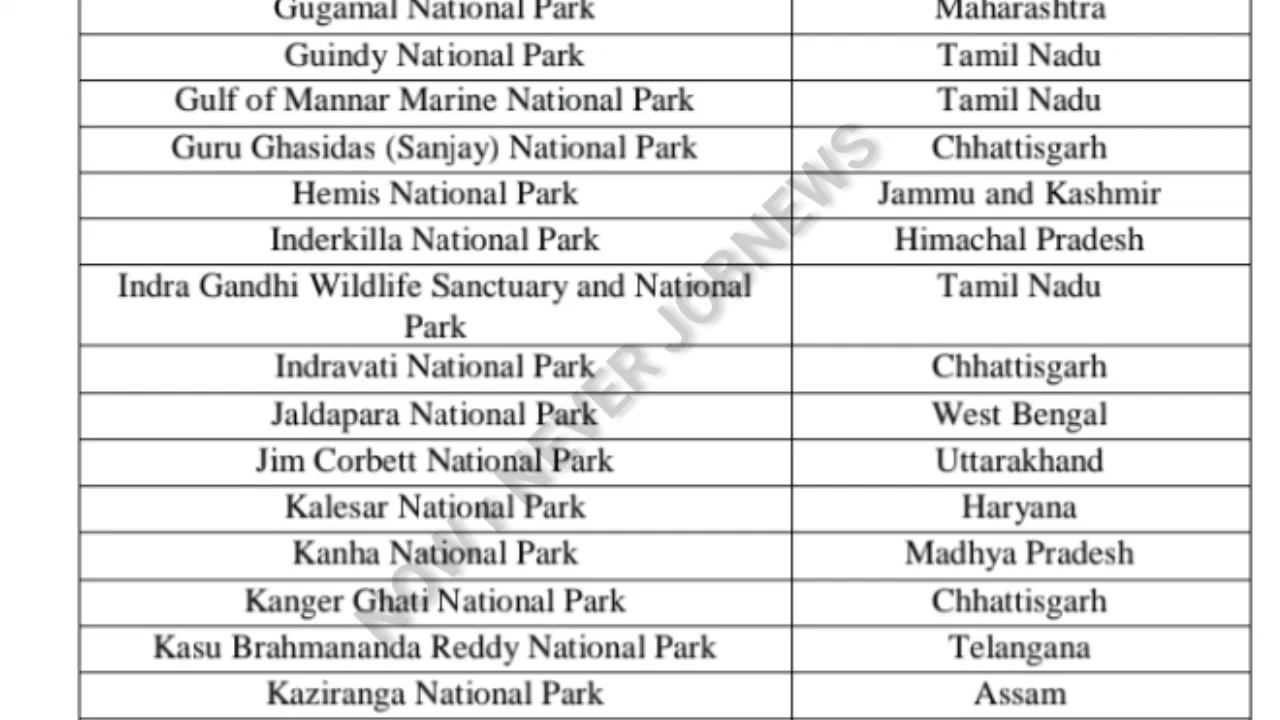 Gugamal National Park Maharashtra
Guindy National Park Tamil Nadu
Gulf of Mannar Marine National Park Tamil Nadu
Guru Ghasidas (Sanjay) National Park Chhattisgarh
Hemis National Park Jammu and Kashmir
Inderkilla National Park Himachal Pradesh
Indra Gandhi Wildlife Sanctuary and National Tamil Nadu
Park
Indravati National Park Chhattisgarh
Jaldapara National Park West Bengal
Jim Corbett National Park Uttarakhand
Kalesar National Park Haryana
Kanha National Park Madhya Pradesh
Kanger Ghati National Park Chhattisgarh
Kasu Brahmananda Reddy National Park Telangana
Kaziranga National Park Assam
NEVER JOBNEWS